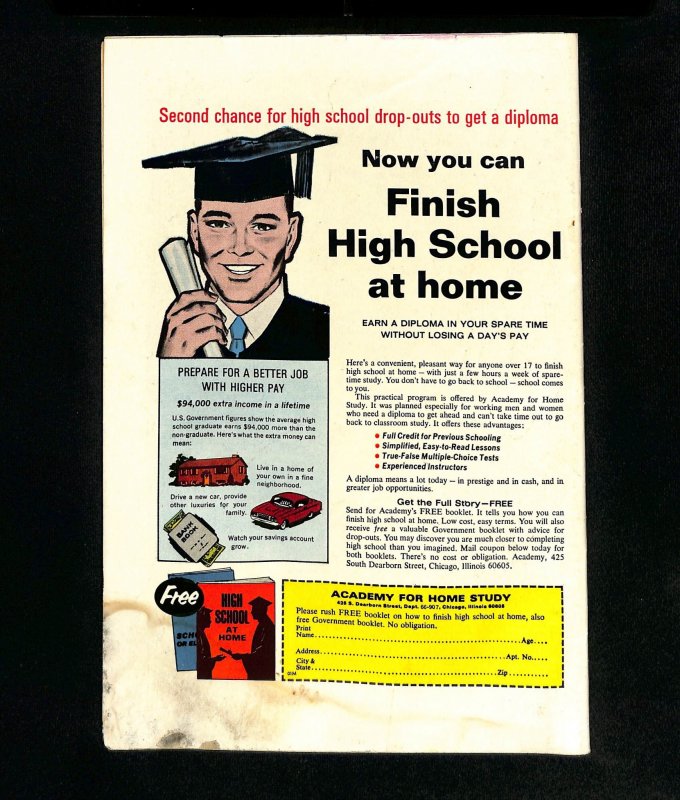 Second chance for high school drop-outs to get a diploma
Now you can
Finish
High School
at home
EARN A DIPLOMA IN YOUR SPARE TIME
WITHOUT LOSING A DAY'S PAY
PREPARE FOR A BETTER JOB
WITH HIGHER PAY
$94,000 extra income in a lifetime
U.S. Government figures show the average high
school graduate earns $94,000 more than the
non-graduate. Here's what the extra money can
mean:
Live in a home of
your own in a fine
neighborhood.
Drive a new car, provide
other luxuries for your
family.
BANK
BOOK
Watch your savings account
grow.
Here's a convenient, pleasant way for anyone over 17 to finish
high school at home — with just a few hours a week of spare-
time study. You don't have to go back to school — school comes
to you.
This practical program is offered by Academy for Home
Study. It was planned especially for working men and women
who need a diploma to get ahead and can't take time out to go
back to classroom study. It offers these advantages:
• Full Credit for Previous Schooling
• Simplified, Easy-to-Read Lessons
• True-False Multiple-Choice Tests
• Experienced Instructors
A diploma means a lot today — in prestige and in cash, and in
greater job opportunities.
Get the Full Story—FREE
Send for Academy's FREE booklet. It tells you how you can
finish high school at home. Low cost, easy terms. You will also
receive free a valuable Government booklet with advice for
drop-outs. You may discover you are much closer to completing
high school than you imagined. Mail coupon below today for
both booklets. There's no cost or obligation. Academy, 425
South Dearborn Street, Chicago, Illinois 60605.
Free
HIGH
SCHOOL
AT
HOME
SCHO
OR EL
ACADEMY FOR HOME STUDY
425 S. Dearborn Street, Dept. 66-907, Chicago, Illinois 60605
Please rush FREE booklet on how to finish high school at home, also
free Government booklet. No obligation.
Print
Name Age
Address Apt. No.
City &
State Zip